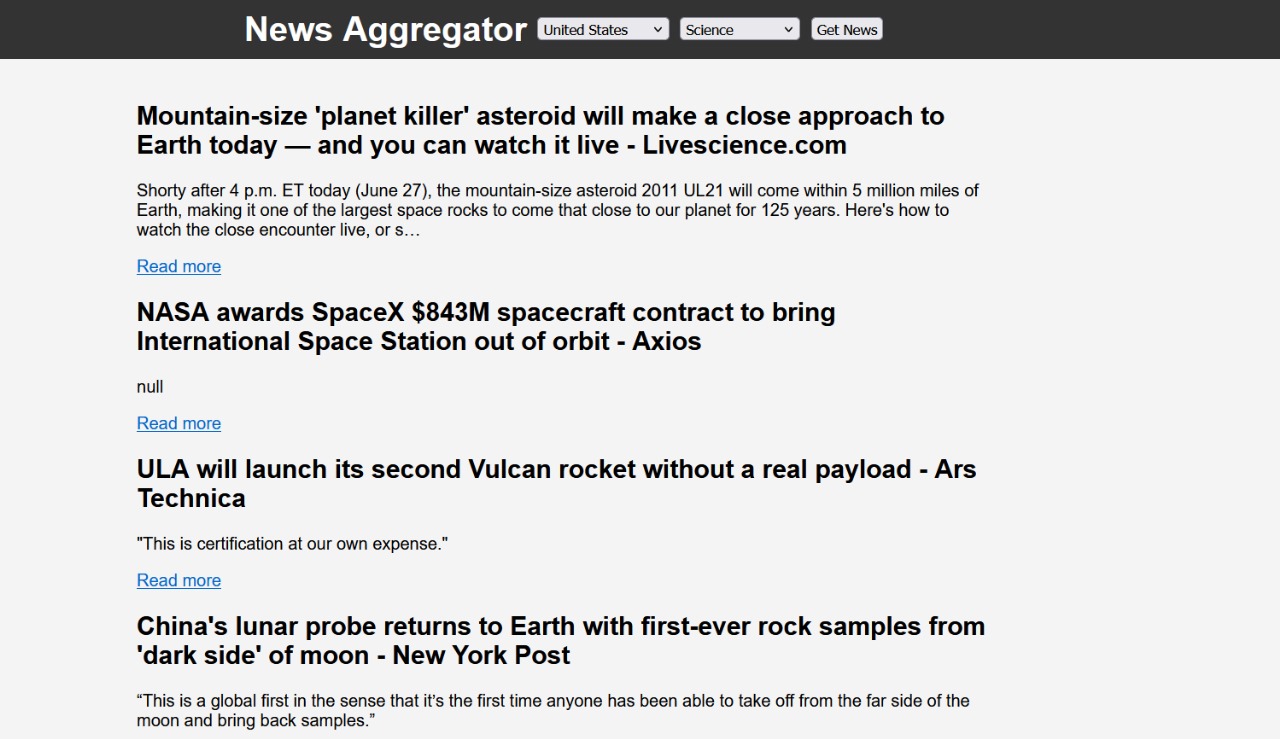 News Aggregator United States Science Get News
Mountain-size 'planet killer' asteroid will make a close approach to
Earth today — and you can watch it live - Livescience.com
Shorty after 4 p.m. ET today (June 27), the mountain-size asteroid 2011 UL21 will come within 5 million miles of
Earth, making it one of the largest space rocks to come that close to our planet for 125 years. Here's how to
watch the close encounter live, or s…
Read more
NASA awards SpaceX $843M spacecraft contract to bring
International Space Station out of orbit - Axios
null
Read more
ULA will launch its second Vulcan rocket without a real payload - Ars
Technica
"This is certification at our own expense."
Read more
China's lunar probe returns to Earth with first-ever rock samples from
'dark side' of moon - New York Post
“This is a global first in the sense that it’s the first time anyone has been able to take off from the far side of the
moon and bring back samples.”